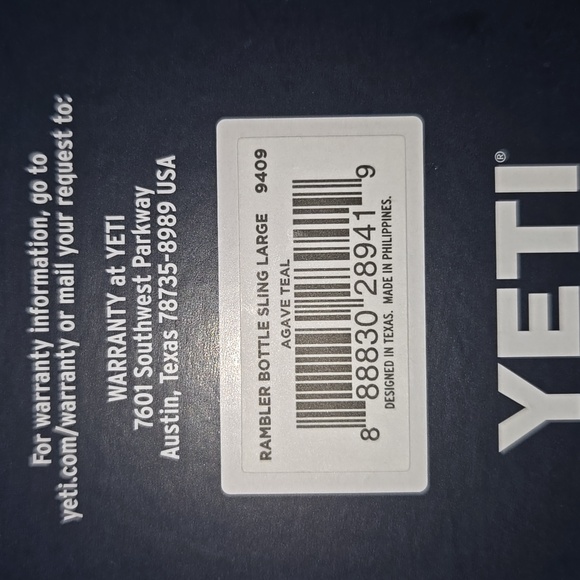 For warranty information, go to
yeti.com/warranty or mail your request to:
WARRANTY at YETI
7601 Southwest Parkway
Austin, Texas 78735-8989 USA
RAMBLER BOTTLE SLING LARGE 9409
AGAVE TEAL
8 88830 28941 9
DESIGNED IN TEXAS. MADE IN PHILIPPINES.
YETI®